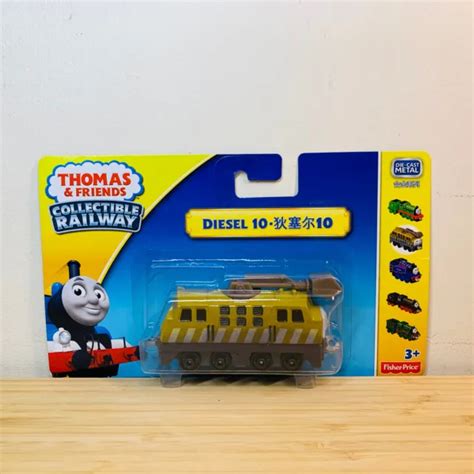 THOMAS
& FRIENDS
COLLECTIBLE
RAILWAY
DIESEL 10-狄塞尔10
DIE-CAST
METAL
3+
Fisher-Price